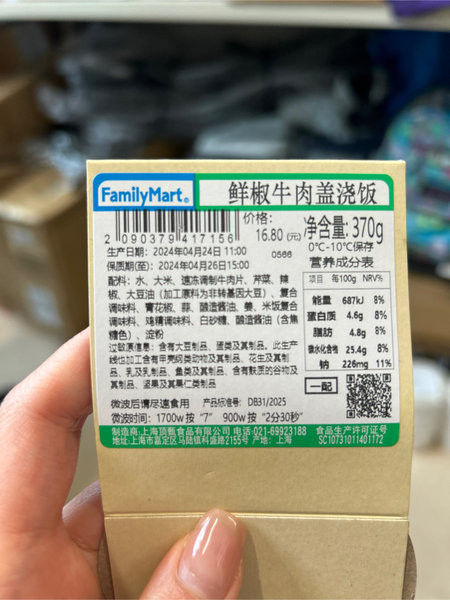 FamilyMart
鲜椒牛肉盖浇饭
价格:
16.80 (元)
净含量:370g
2 090379 417156
0566
0℃-10℃保存
生产日期: 2024年04月24日 11:00
保质期(至): 2024年04月26日15:00
营养成分表
配料: 水、大米、速冻调制牛肉片、芹菜、辣
椒、大豆油(加工原料为非转基因大豆)、复合
调味料、青花椒、蒜、酿造酱油、姜、米饭复合
调味料、鸡精调味料、白砂糖、酿造酱油(含焦
糖色)、淀粉
过敏原信息: 含有大豆制品、蛋类及其制品。此生产
线也加工含有甲壳纲类动物及其制品、花生及其制
品、乳及乳制品、鱼类及其制品、含有麸质的谷物及
其制品、坚果及其果仁类制品
项目 每100g NRV%
能量 687kJ 8%
蛋白质 4.6g 8%
脂肪 4.8g 8%
碳水化合物 25.4g 8%
钠 226mg 11%
一配
微波后请尽速食用 产品标准号: DB31/2025
微波时间: 1700w 按 “7” 900w 按 “2分30秒”
制造商:上海顶甄食品有限公司 电话:021-69923188
地址:上海市嘉定区马陆镇科盛路2155号 产地: 上海
食品生产许可证号
SC10731011401172